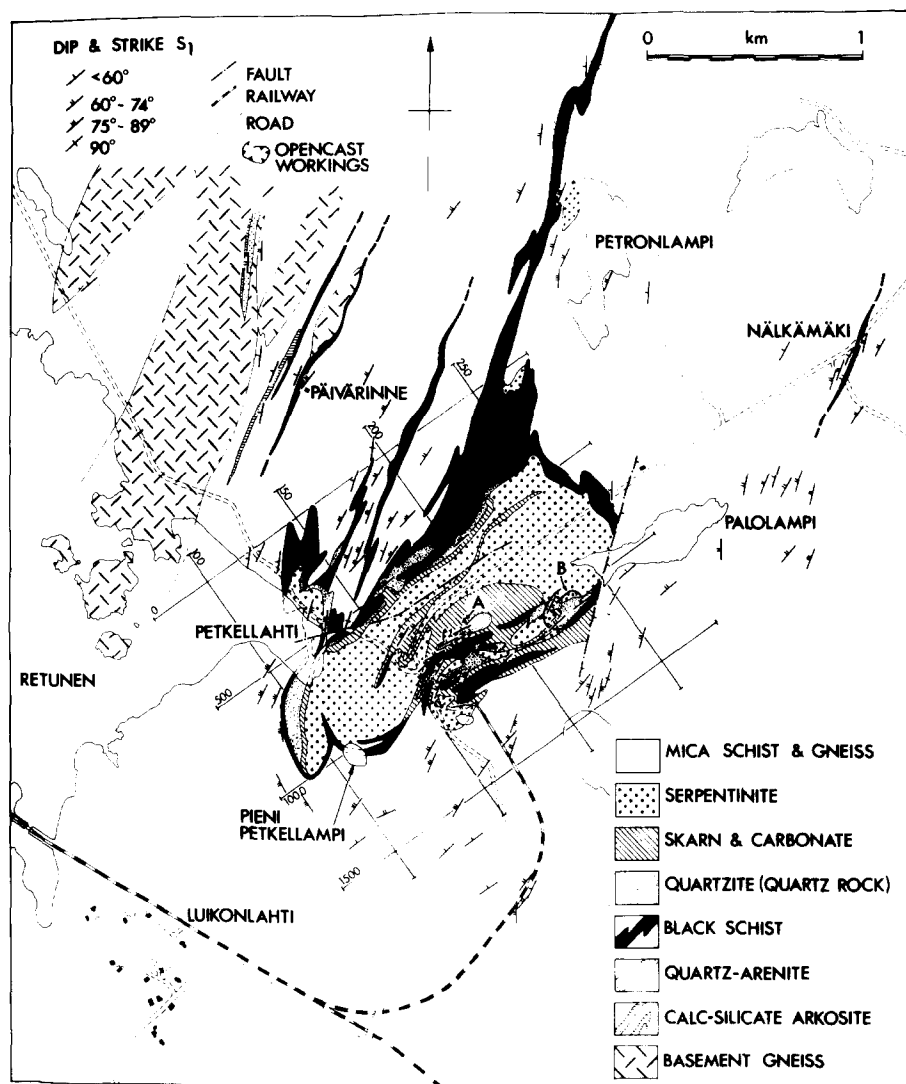 DIP & STRIKE S1
<60°
60°- 74°
75°- 89°
90°
FAULT
RAILWAY
ROAD
OPENCAST
WORKINGS
0 km 1
PETRONLAMPI
NÄLKÄMÄKI
PÄIVÄRINNE
250
200
150
100
0
PALOLAMPI
B
A
PETKELLAHTI
RETUNEN
500
1000
PIENI
PETKELLAMPI
1500
LUIKONLAHTI
MICA SCHIST & GNEISS
SERPENTINITE
SKARN & CARBONATE
QUARTZITE (QUARTZ ROCK)
BLACK SCHIST
QUARTZ-ARENITE
CALC-SILICATE ARKOSITE
BASEMENT GNEISS